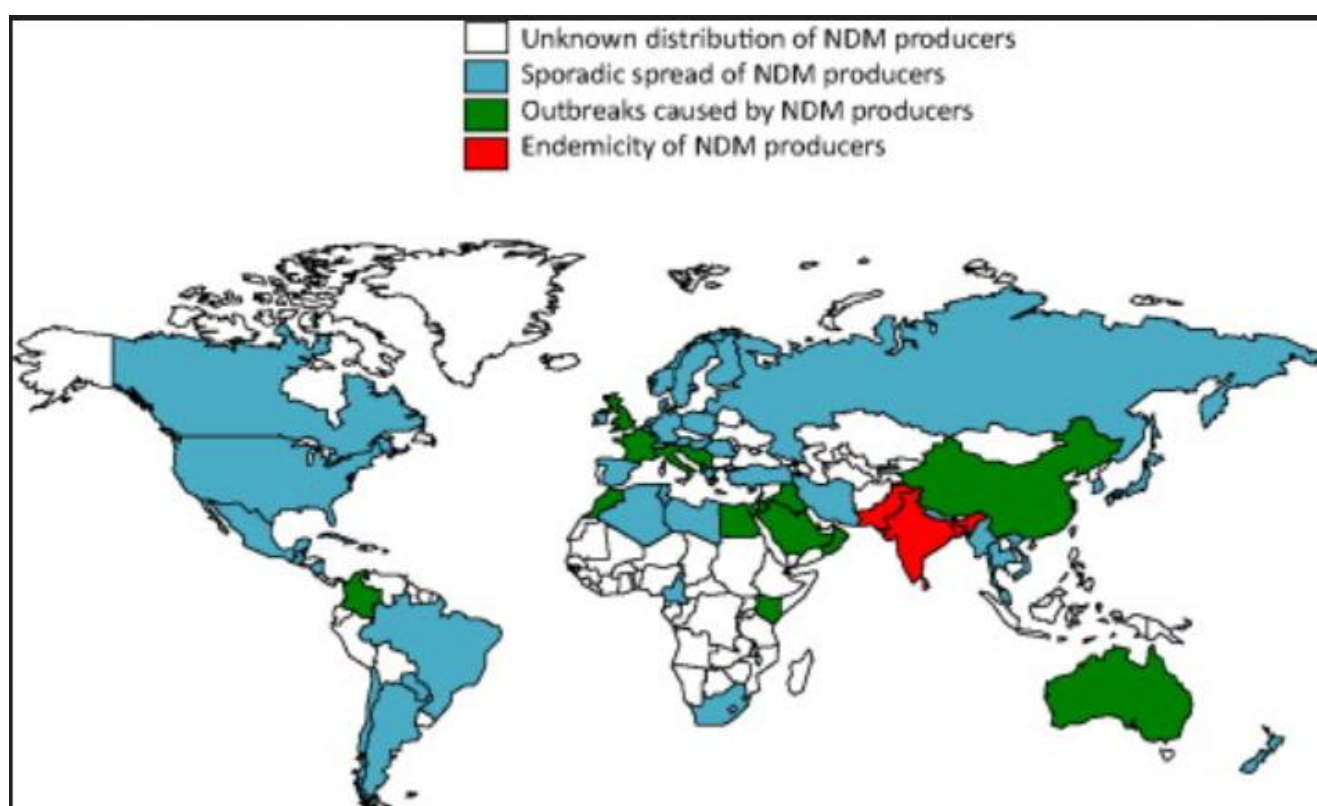 Unknown distribution of NDM producers
Sporadic spread of NDM producers
Outbreaks caused by NDM producers
Endemicity of NDM producers